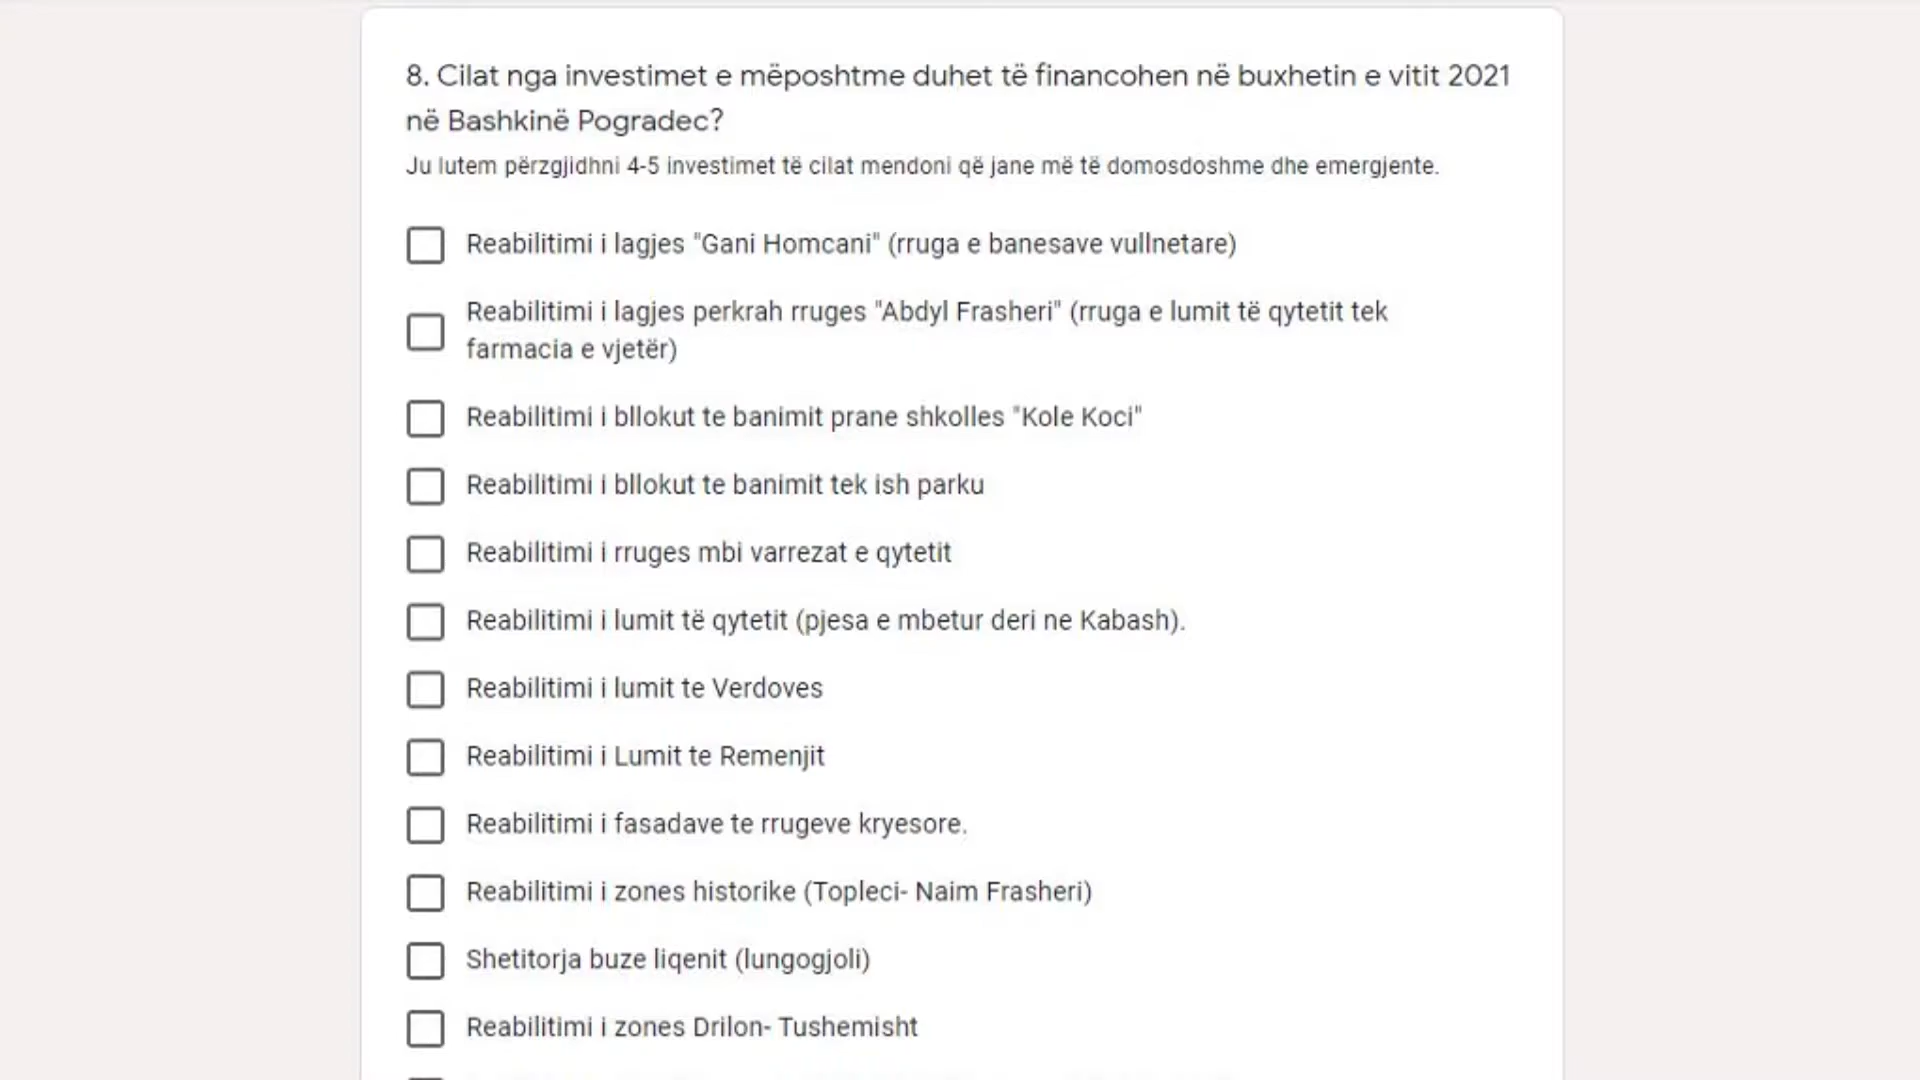 8. Cilat nga investimet e mëposhtme duhet të financohen në buxhetin e vitit 2021
në Bashkinë Pogradec?
Ju lutem përzgjidhni 4-5 investimet të cilat mendoni që jane më të domosdoshme dhe emergjente.
Reabilitimi i lagjes "Gani Homcani" (rruga e banesave vullnetare)
Reabilitimi i lagjes perkrah rruges "Abdyl Frasheri" (rruga e lumit të qytetit tek
farmacia e vjetër)
Reabilitimi i bllokut te banimit prane shkolles "Kole Koci"
Reabilitimi i bllokut te banimit tek ish parku
Reabilitimi i rruges mbi varrezat e qytetit
Reabilitimi i lumit të qytetit (pjesa e mbetur deri ne Kabash).
Reabilitimi i lumit te Verdoves
Reabilitimi i Lumit te Remenjit
Reabilitimi i fasadave te rrugeve kryesore.
Reabilitimi i zones historike (Topleci- Naim Frasheri)
Shetitorja buze liqenit (lungogjoli)
Reabilitimi i zones Drilon- Tushemisht